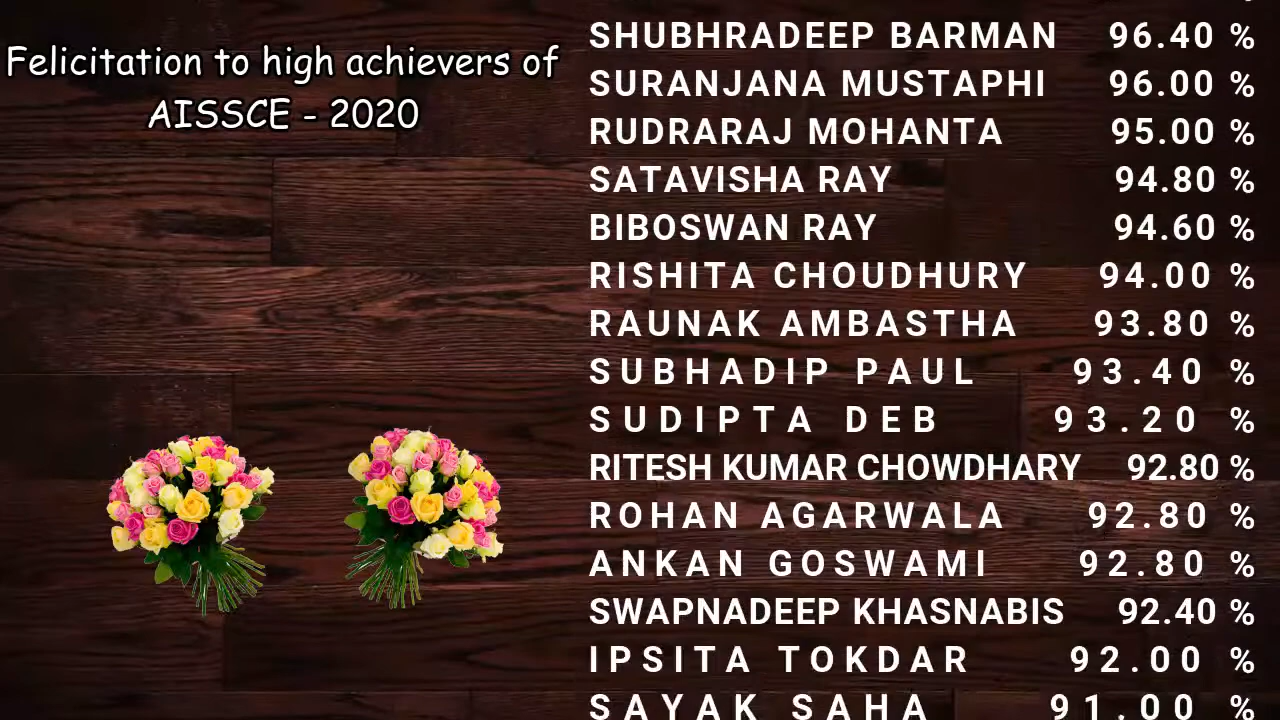 Felicitation to high achievers of
AISSCE - 2020
SHUBHRADEEP BARMAN 96.40 %
SURANJANA MUSTAPHI 96.00 %
RUDRARAJ MOHANTA 95.00 %
SATAVISHA RAY 94.80 %
BIBOSWAN RAY 94.60 %
RISHITA CHOUDHURY 94.00 %
RAUNAK AMBASTHA 93.80 %
SUBHADIP PAUL 93.40 %
SUDIPTA DEB 93.20 %
RITESH KUMAR CHOWDHARY 92.80 %
ROHAN AGARWALA 92.80 %
ANKAN GOSWAMI 92.80 %
SWAPNADEEP KHASNABIS 92.40 %
IPSITA TOKDAR 92.00 %
SAYAK SAHA 91.00 %